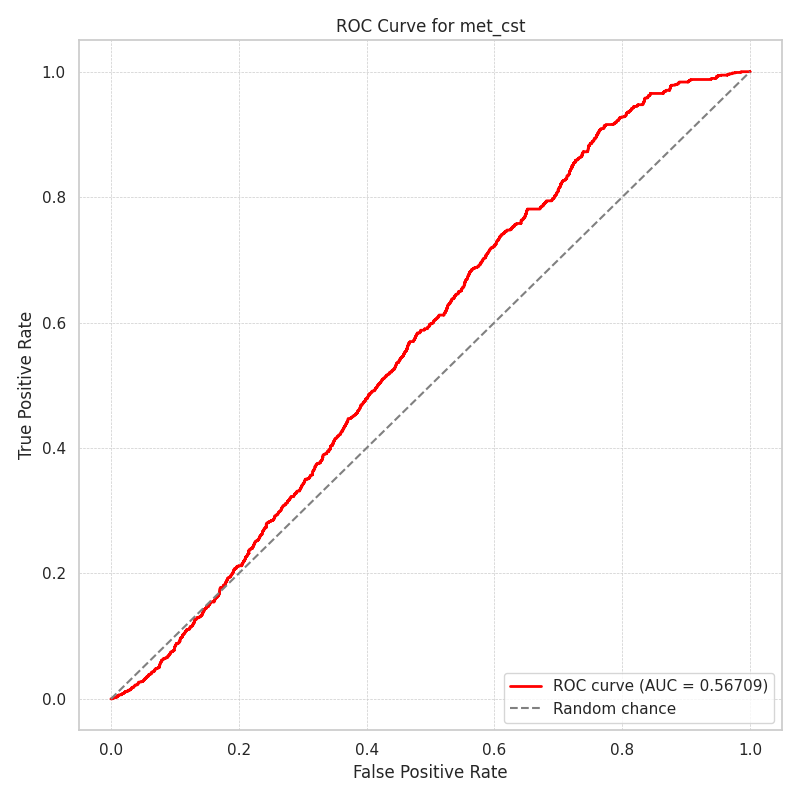 ROC Curve for met_cst
True Positive Rate
1.0
0.8
0.6
0.4
0.2
0.0
0.0 0.2 0.4 0.6 0.8 1.0
False Positive Rate
ROC curve (AUC = 0.56709)
Random chance